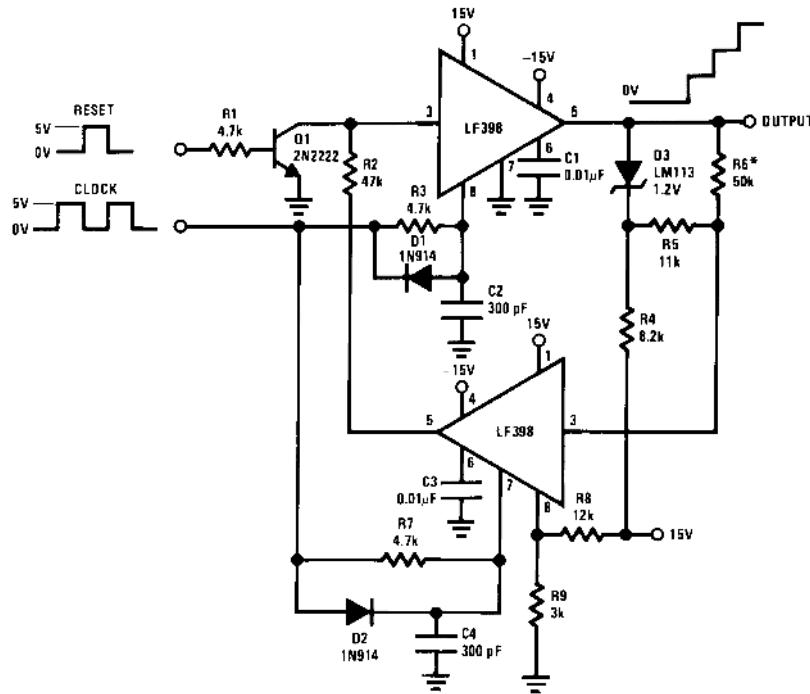 15V
1
-15V
4
RESET
5V
0V
R1
4.7k
Q1
2N2222
3
LF398
5
6
7
8
C1
0.01μF
0V
OUTPUT
D3
LM113
1.2V
R6*
50k
R2
47k
CLOCK
5V
0V
R3
4.7k
D1
1N914
R5
11k
C2
300 pF
R4
8.2k
15V
1
-15V
4
5
LF398
3
6
7
8
C3
0.01μF
R8
12k
15V
R7
4.7k
R9
3k
D2
1N914
C4
300 pF